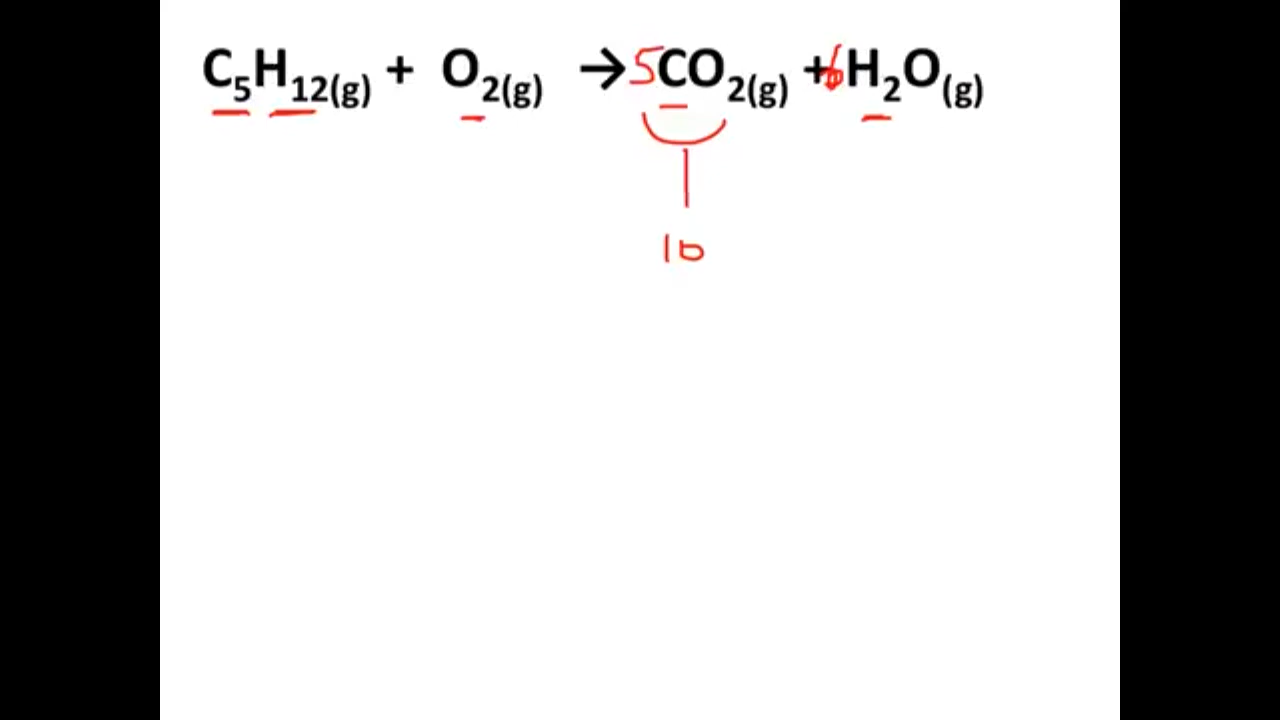 C₅H₁₂(g) + O₂(g) → 5CO₂(g) + 6H₂O(g)
10